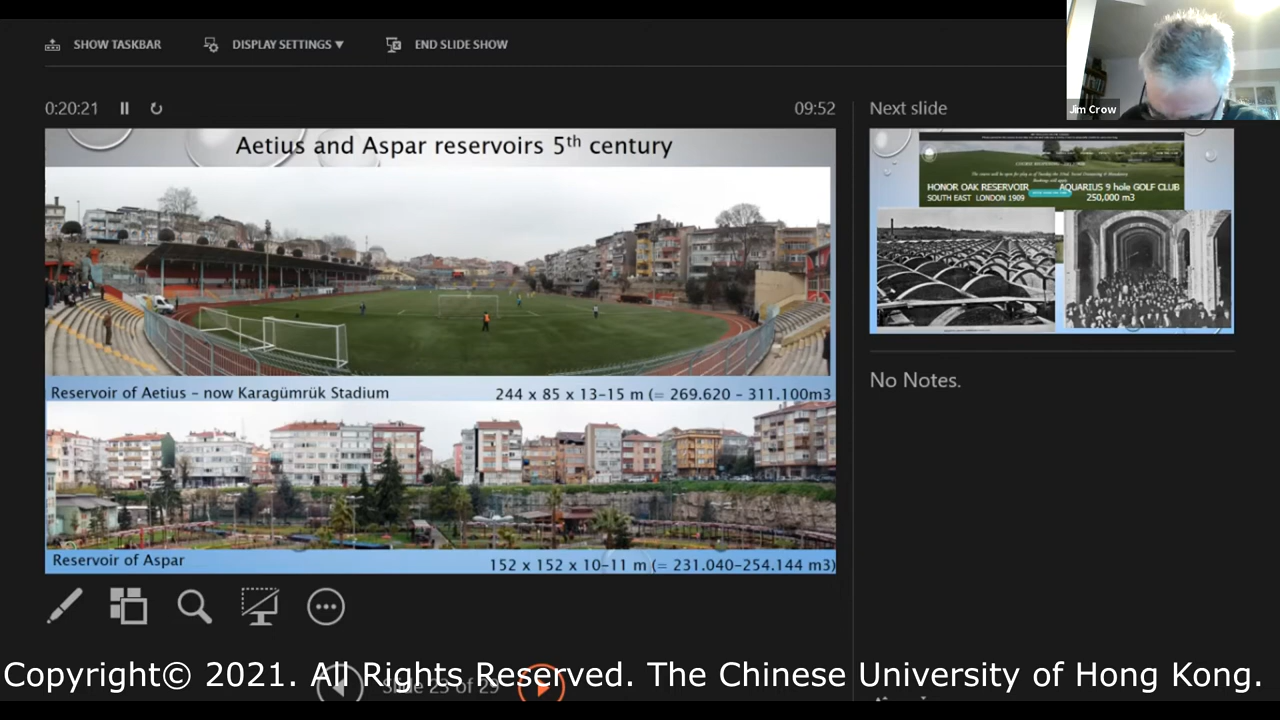 SHOW TASKBAR
DISPLAY SETTINGS ▼
END SLIDE SHOW
Jim Crow
0:20:21
09:52
Next slide
Aetius and Aspar reservoirs 5th century
HONOR OAK RESERVOIR
SOUTH EAST LONDON 1909
AQUARIUS 9 hole GOLF CLUB
250,000 m3
No Notes.
Reservoir of Aetius – now Karagümrük Stadium
244 x 85 x 13-15 m (= 269.620 - 311.100m3
Reservoir of Aspar
152 x 152 x 10-11 m (= 231.040-254.144 m3)
Slide 23 of 29
Copyright© 2021. All Rights Reserved. The Chinese University of Hong Kong.